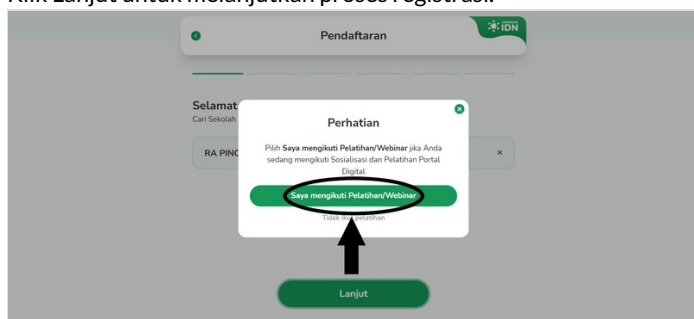 Klik Lanjut untuk melanjutkan proses registrasi.
Pendaftaran
IDN
Selamat
Cari Sekolah
Perhatian
RA PINO
Pilih Saya mengikuti Pelatihan/Webinar jika Anda
sedang mengikuti Sosialisasi dan Pelatihan Portal
Digital
Saya mengikuti Pelatihan/Webinar
Tidak ikut pelatihan
Lanjut